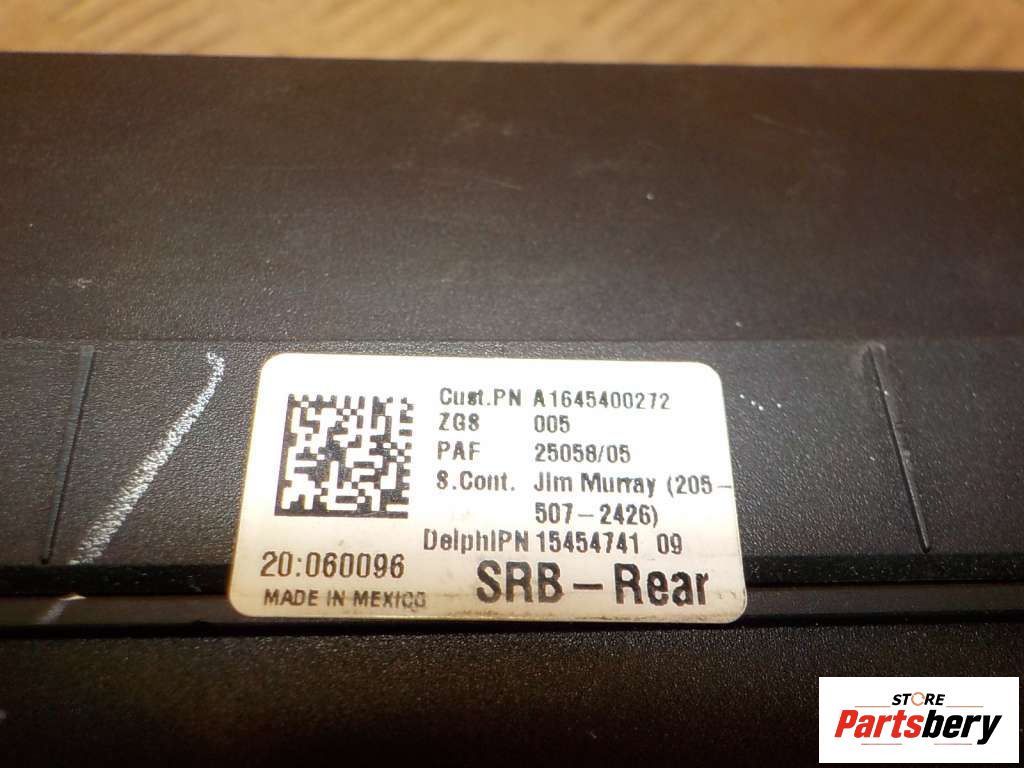 Cust.PN A1645400272
ZGS 005
PAF 25058/05
S.Cont. Jim Murray (205-
507-2426)
DelphiPN 15454741 09
20:060096 SRB-Rear
MADE IN MEXICO
STORE
Partsbery